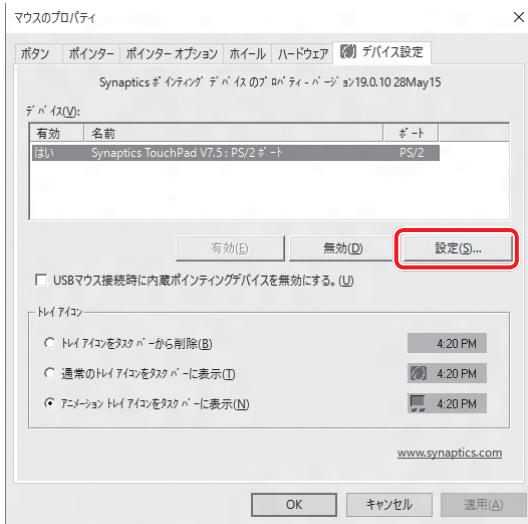 マウスのプロパティ
ボタン ポインター ポインター オプション ホイール ハードウェア デバイス設定
Synaptics ポインティング デバイスのプロパティ - バージョン19.0.10 28May15
デバイス(V):
有効 名前 ポート
はい Synaptics TouchPad V7.5 : PS/2 ポート PS/2
有効(E) 無効(D) 設定(S)...
USBマウス接続時に内蔵ポインティングデバイスを無効にする。(U)
トレイ アイコン
トレイ アイコンをタスク バーから削除(B) 4:20 PM
通常のトレイ アイコンをタスク バーに表示(T) 4:20 PM
アニメーション トレイ アイコンをタスク バーに表示(N) 4:20 PM
www.synaptics.com
OK キャンセル 適用(A)